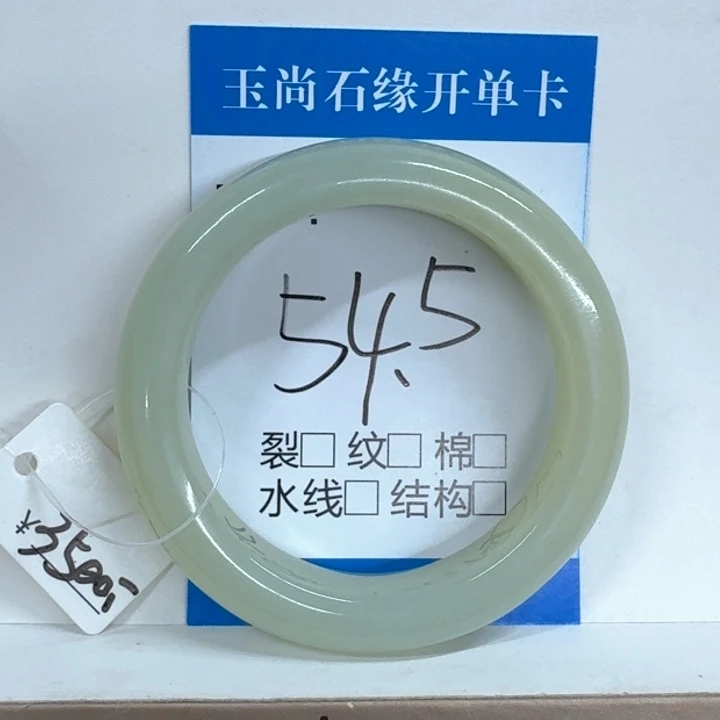 玉尚石缘开单卡
54.5
裂□ 纹□ 棉□
水线□ 结构□
¥3500,-